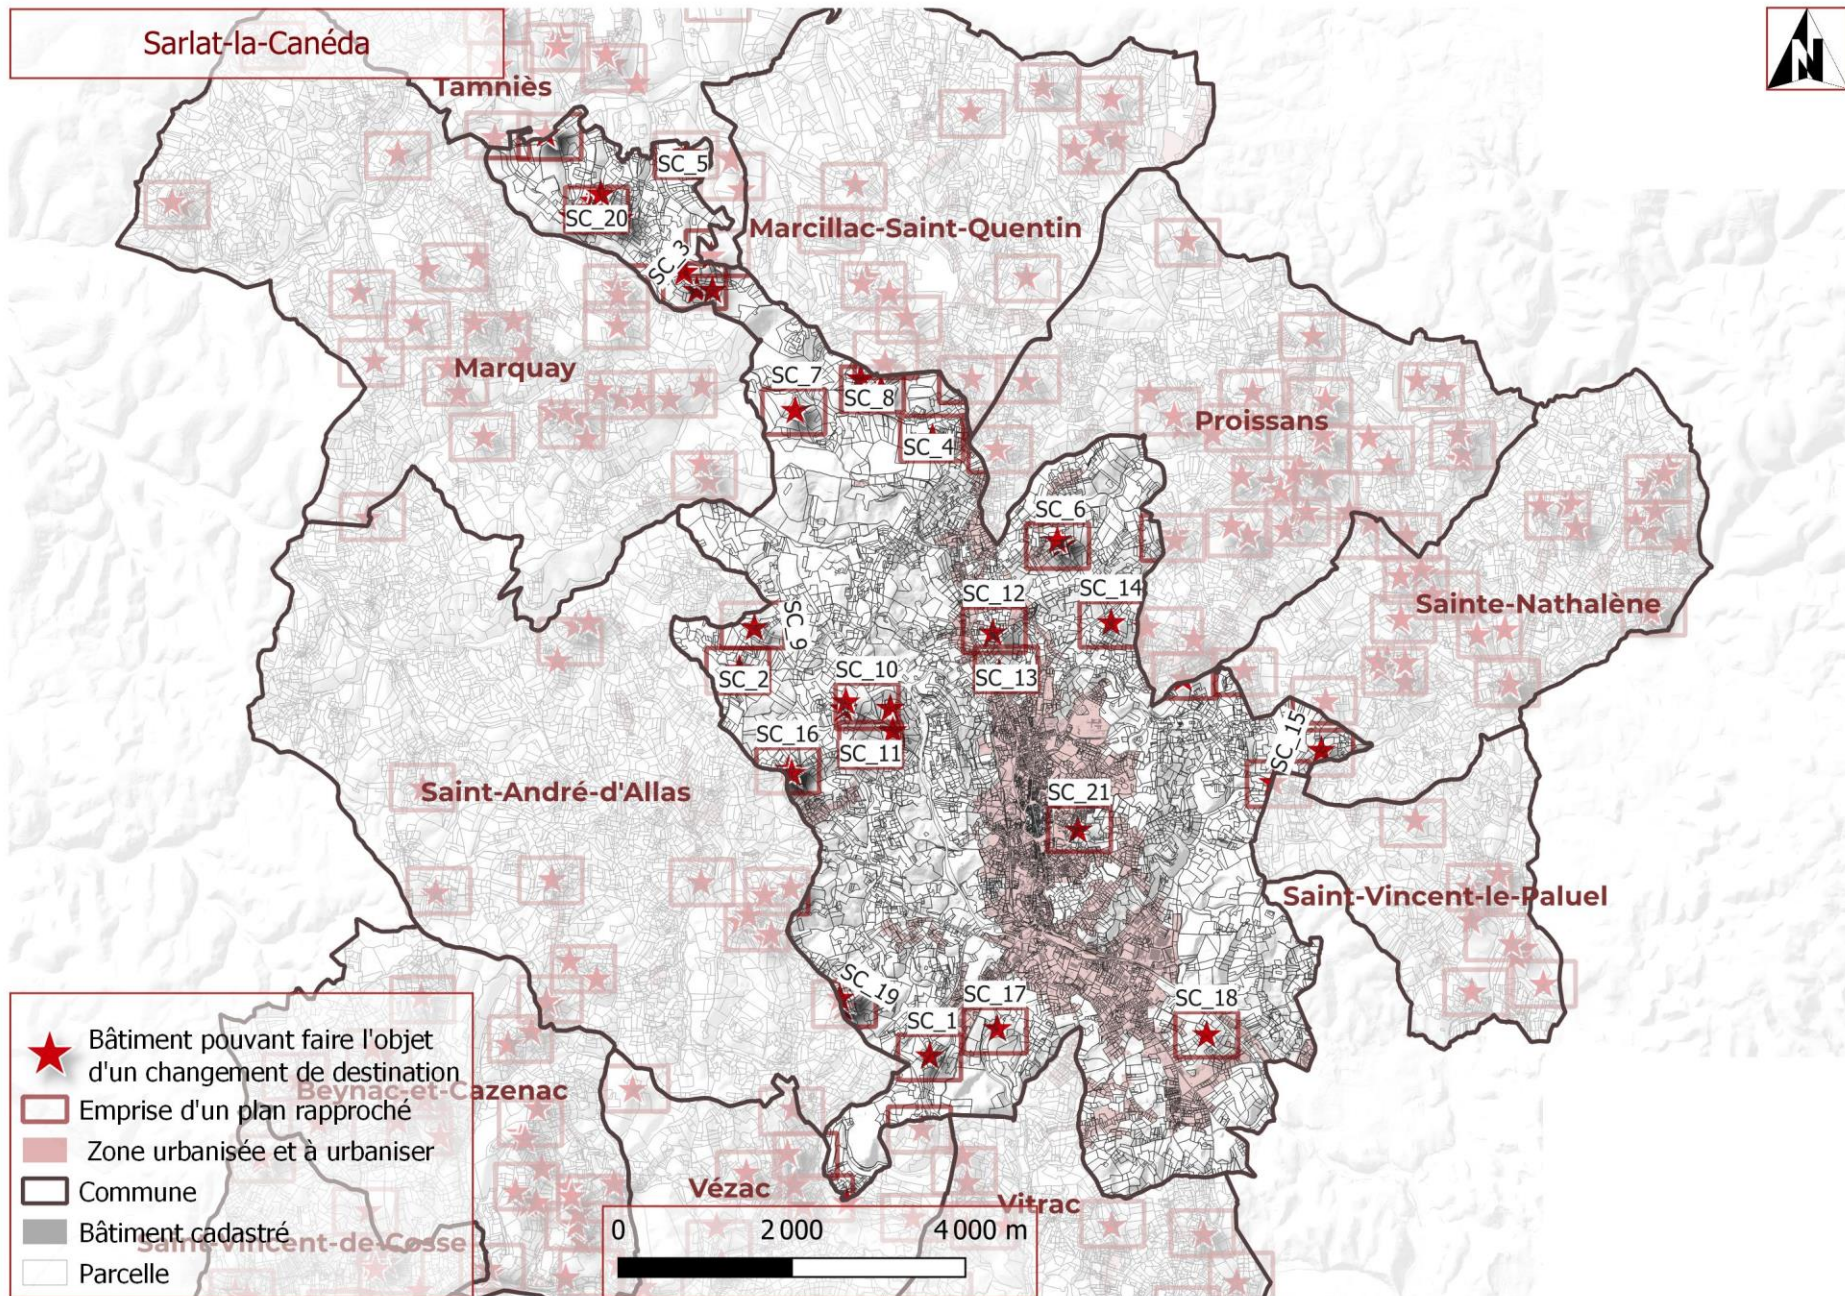 Sarlat-la-Canéda
N
Tamniès
SC_5
SC_20
Marcillac-Saint-Quentin
SC_3
Marquay
SC_7
SC_8
SC_4
Proissans
SC_6
SC_12
SC_14
Sainte-Nathalène
SC_9
SC_2
SC_10
SC_13
SC_16
SC_11
SC_15
Saint-André-d'Allas
SC_21
Saint-Vincent-le-Paluel
SC_19
SC_17
SC_18
SC_1
Bâtiment pouvant faire l'objet
d'un changement de destination
Beynac-et-Cazenac
Emprise d'un plan rapproché
Zone urbanisée et à urbaniser
Commune
Vézac
Vitrac
Bâtiment cadastré
Saint-Vincent-de-Cosse
Parcelle
0 2 000 4 000 m